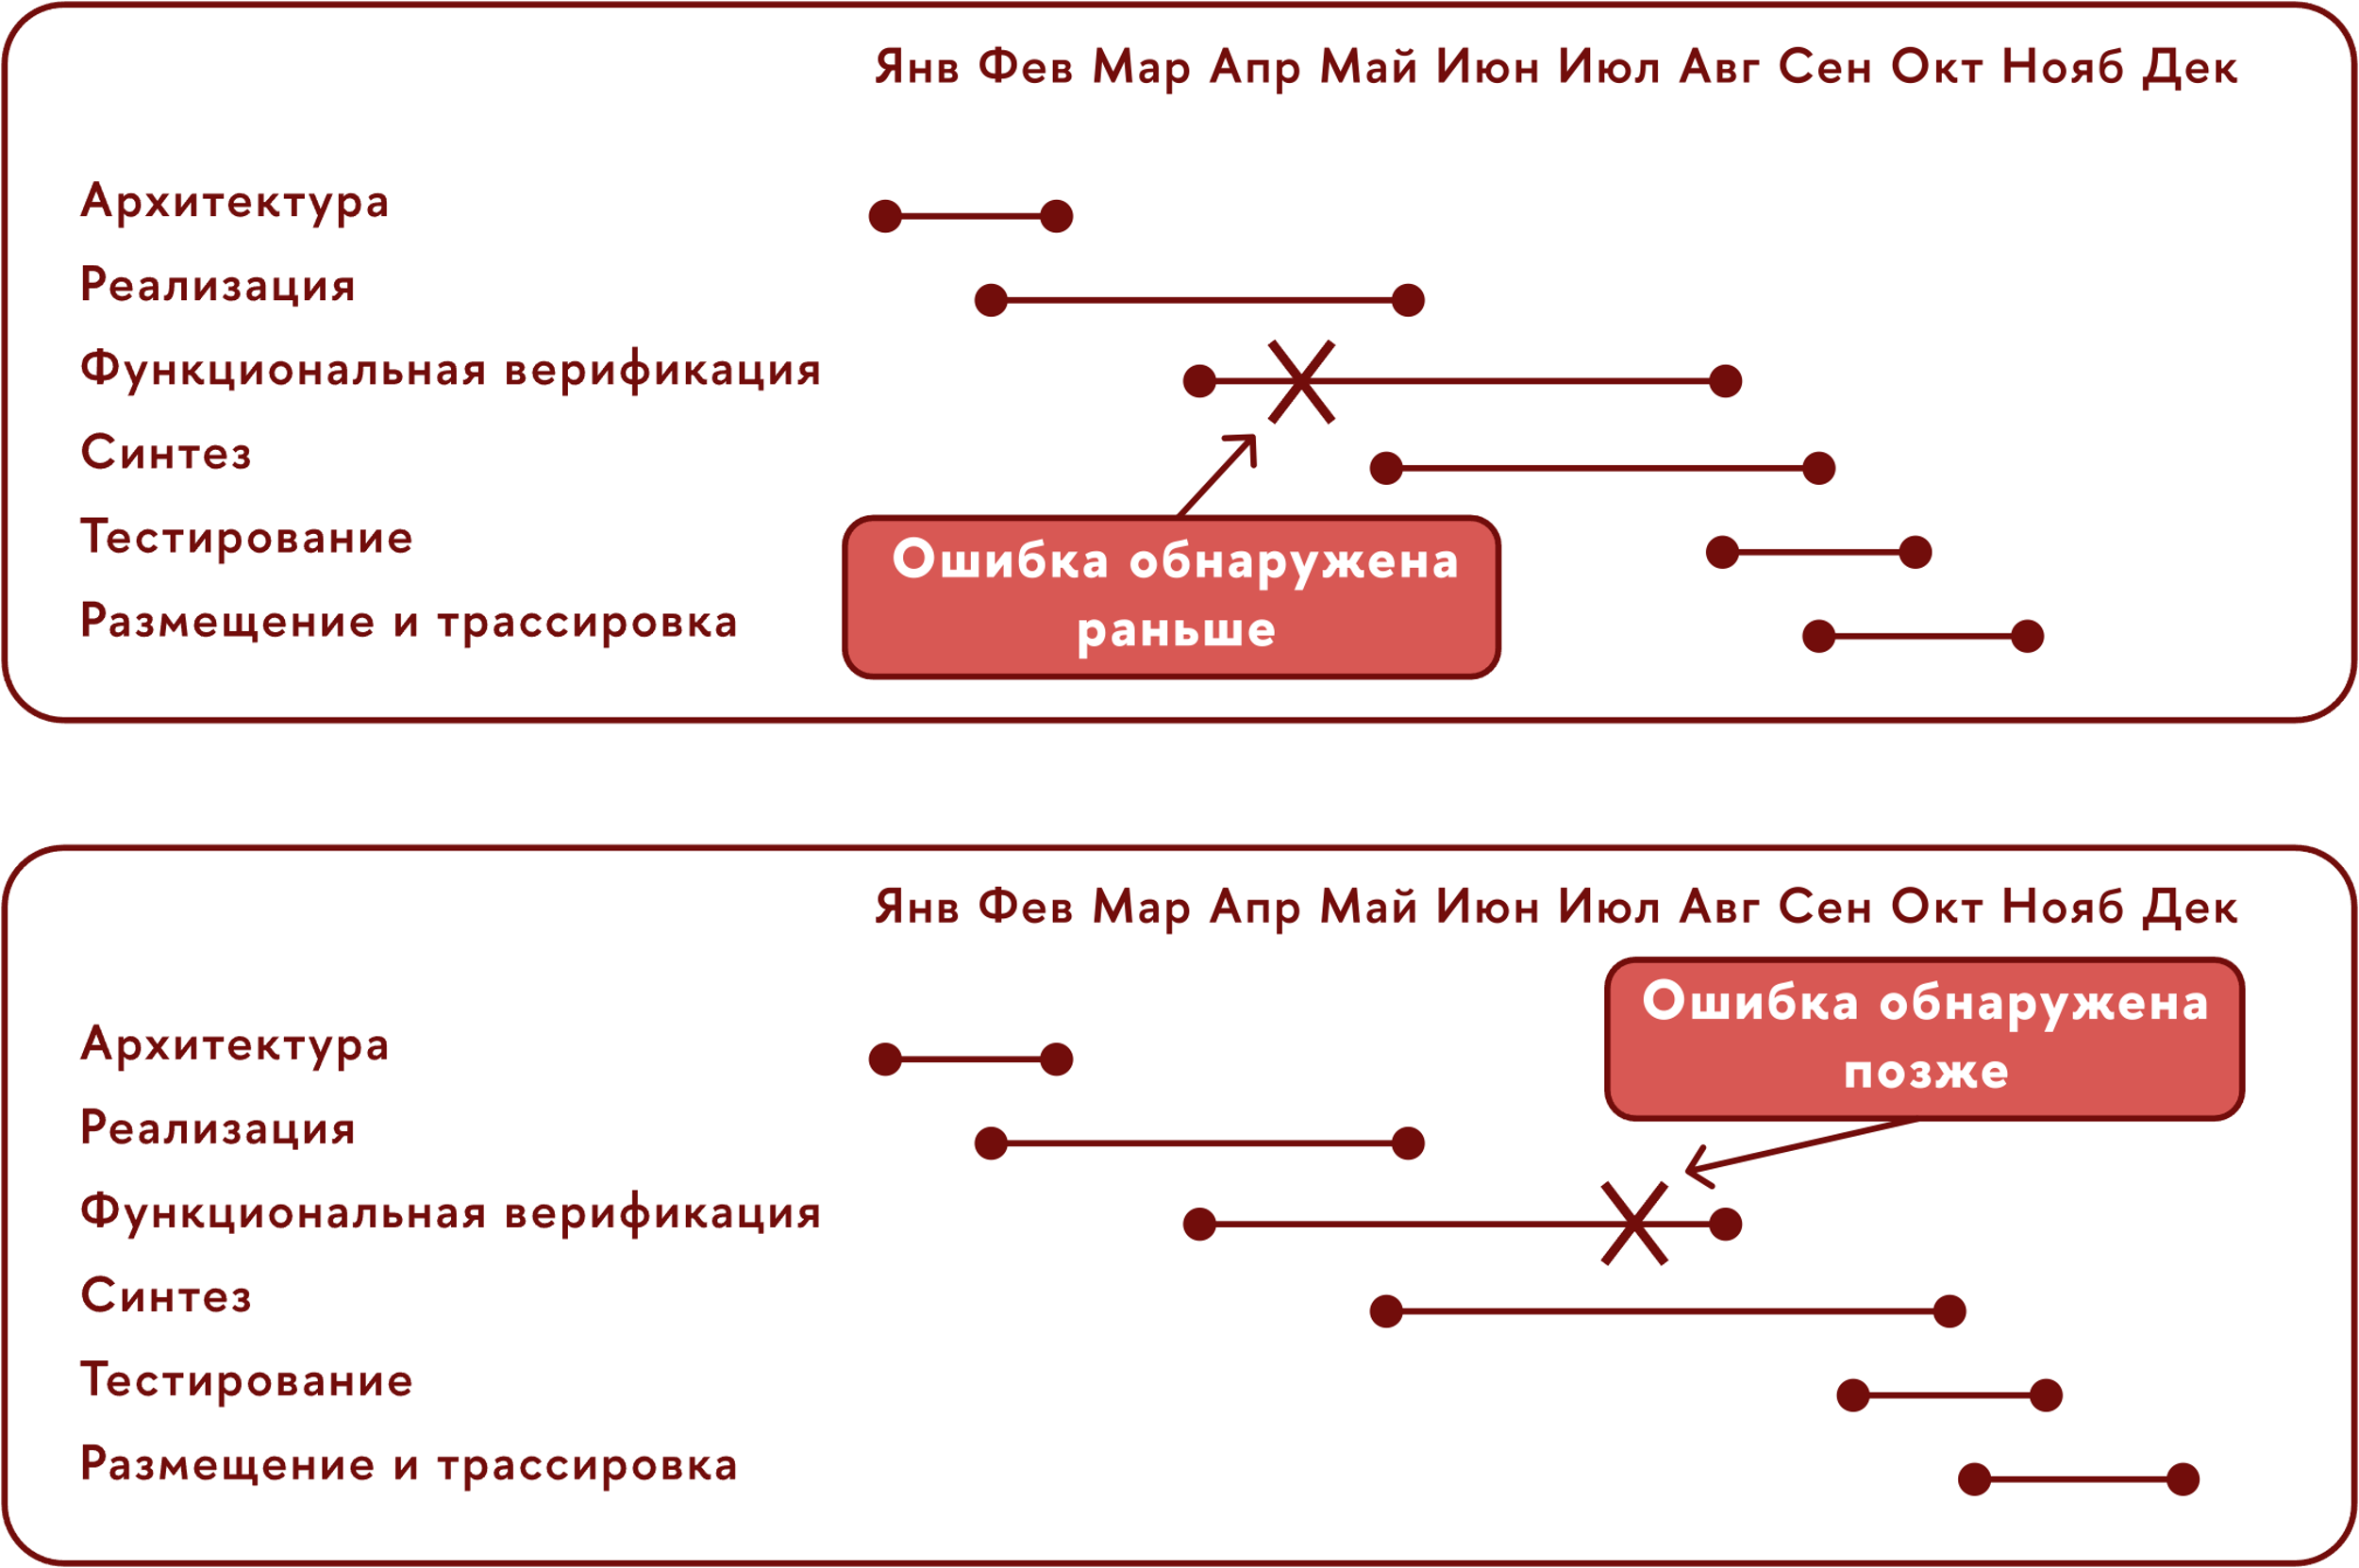 Янв Фев Мар Апр Май Июн Июл Авг Сен Окт Нояб Дек
Архитектура
Реализация
Функциональная верификация
Синтез
Тестирование
Ошибка обнаружена
раньше
Размещение и трассировка
Янв Фев Мар Апр Май Июн Июл Авг Сен Окт Нояб Дек
Ошибка обнаружена
позже
Архитектура
Реализация
Функциональная верификация
Синтез
Тестирование
Размещение и трассировка